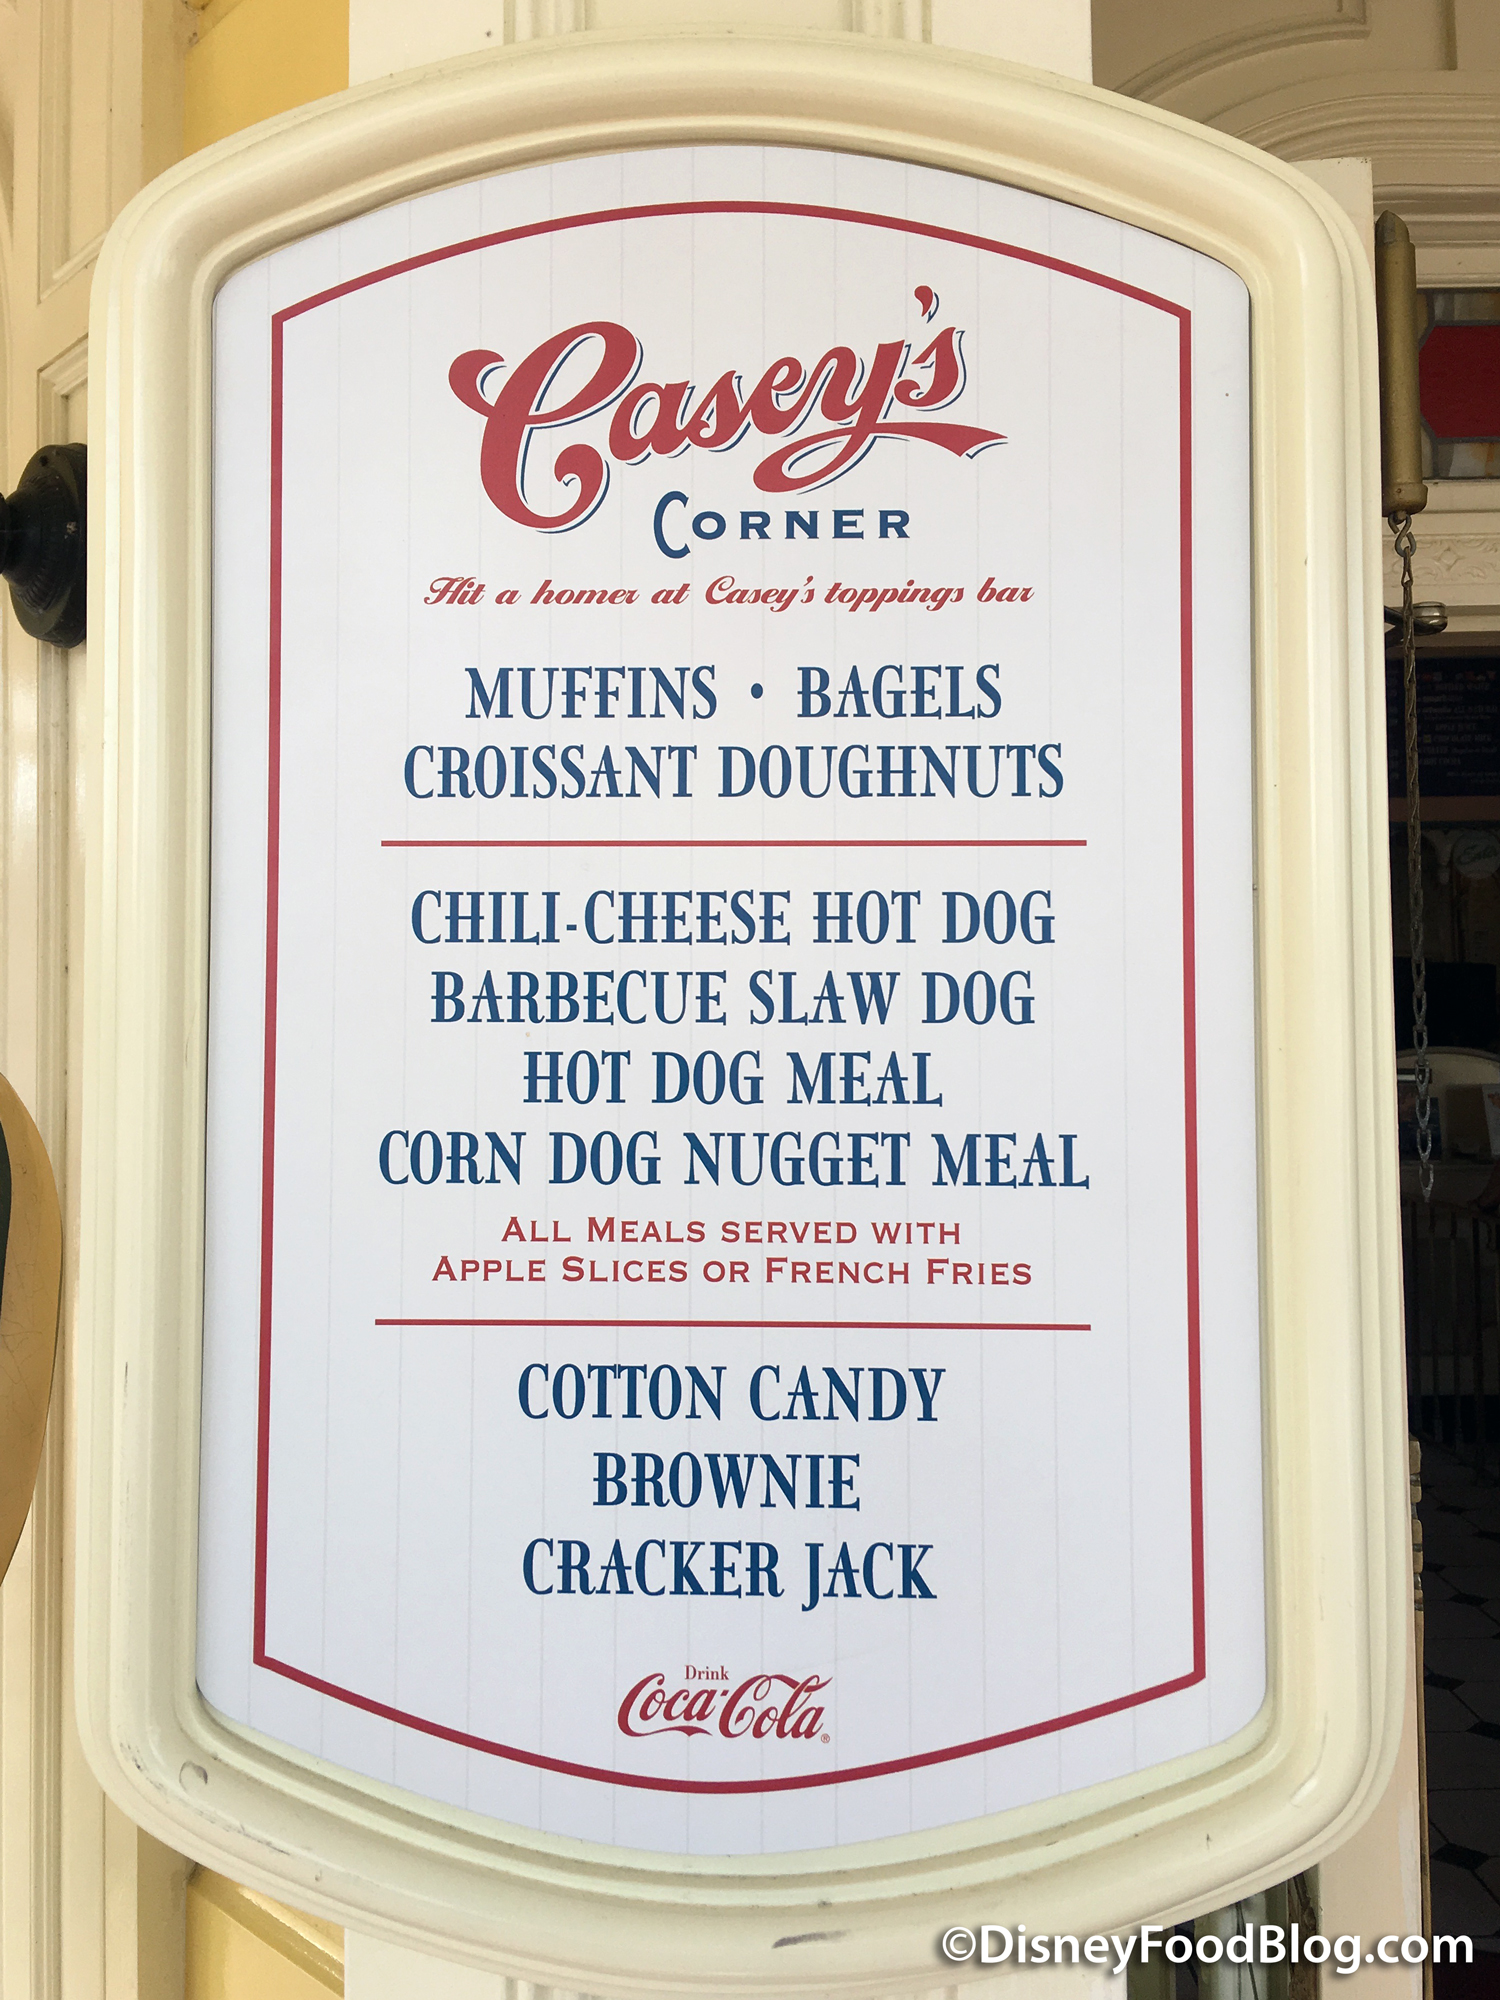 Casey's
CORNER
Hit a homer at Casey's toppings bar
MUFFINS • BAGELS
CROISSANT DOUGHNUTS
CHILI-CHEESE HOT DOG
BARBECUE SLAW DOG
HOT DOG MEAL
CORN DOG NUGGET MEAL
ALL MEALS SERVED WITH
APPLE SLICES OR FRENCH FRIES
COTTON CANDY
BROWNIE
CRACKER JACK
Drink
Coca-Cola®
©DisneyFoodBlog.com